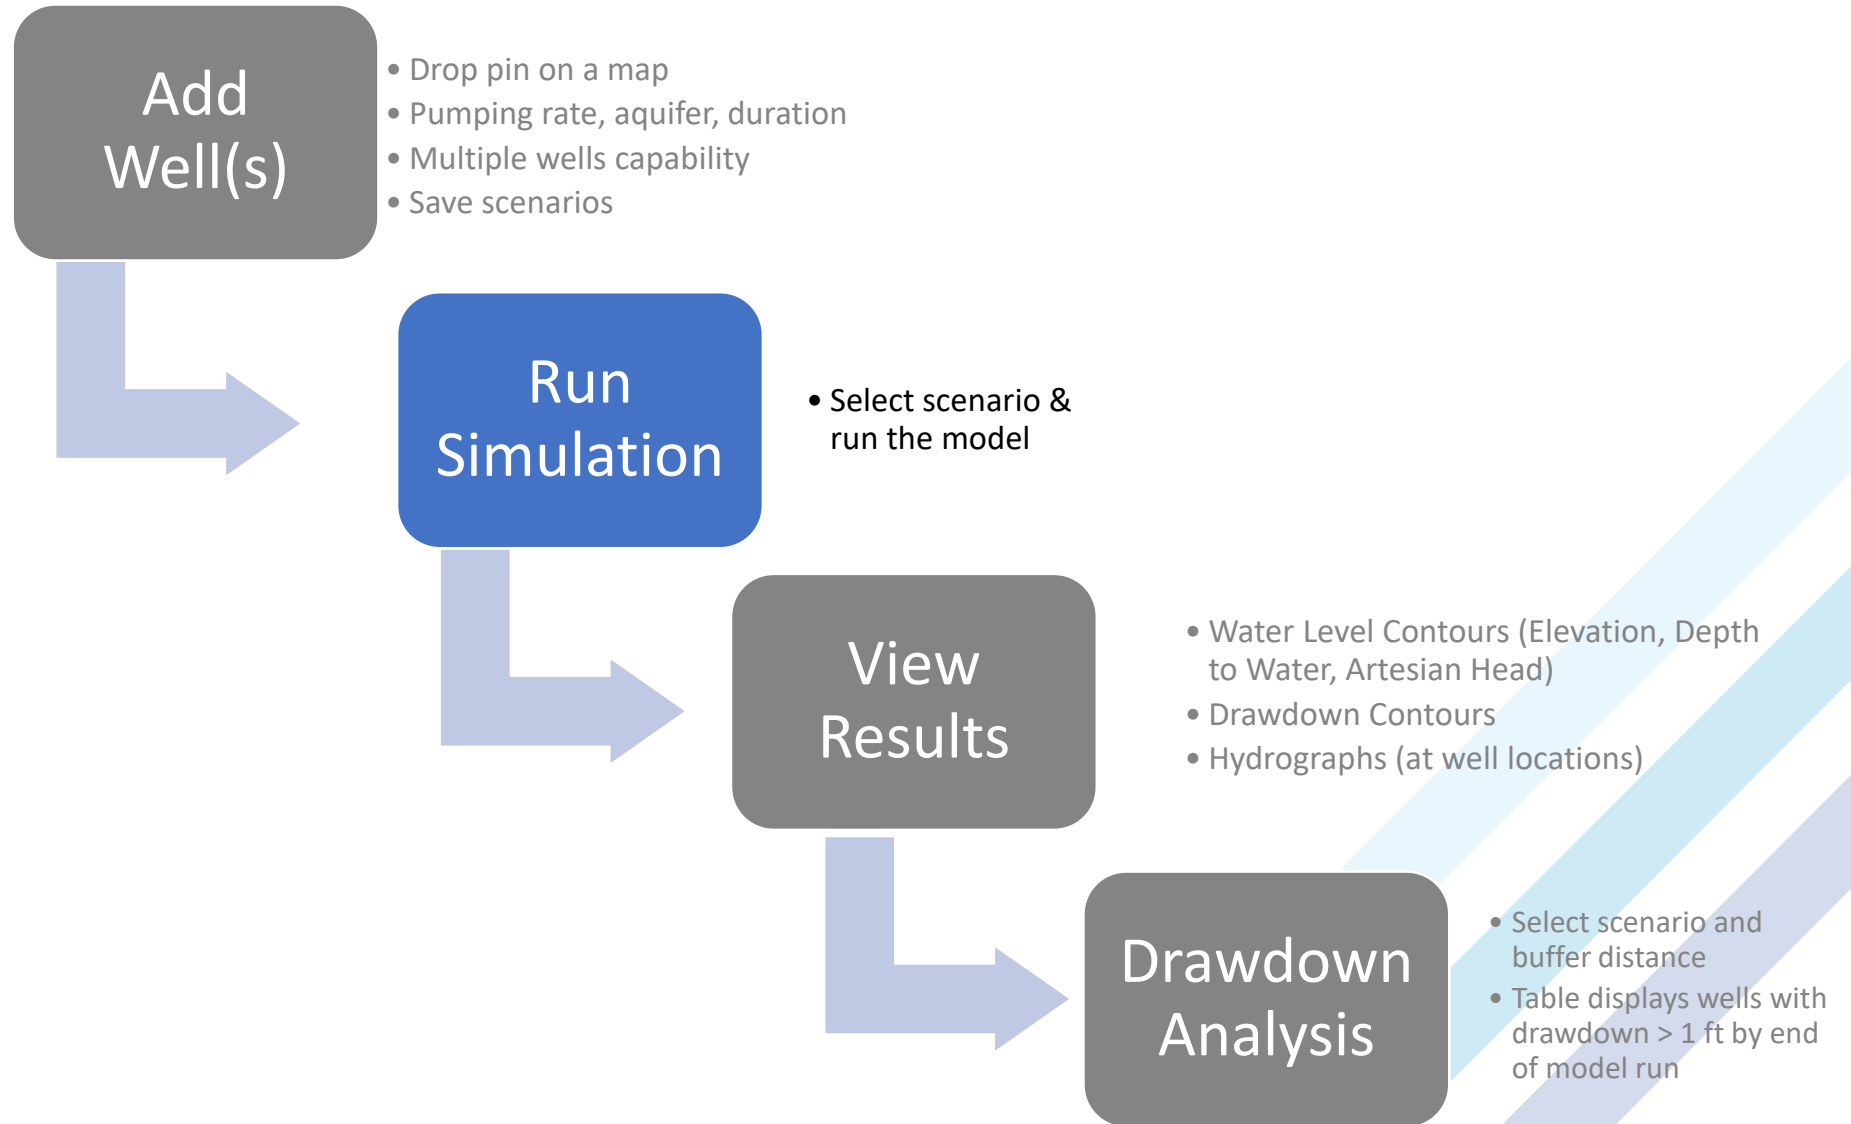 Add
Well(s)
• Drop pin on a map
• Pumping rate, aquifer, duration
• Multiple wells capability
• Save scenarios
Run
Simulation
• Select scenario &
run the model
View
Results
• Water Level Contours (Elevation, Depth
to Water, Artesian Head)
• Drawdown Contours
• Hydrographs (at well locations)
Drawdown
Analysis
• Select scenario and
buffer distance
• Table displays wells with
drawdown > 1 ft by end
of model run